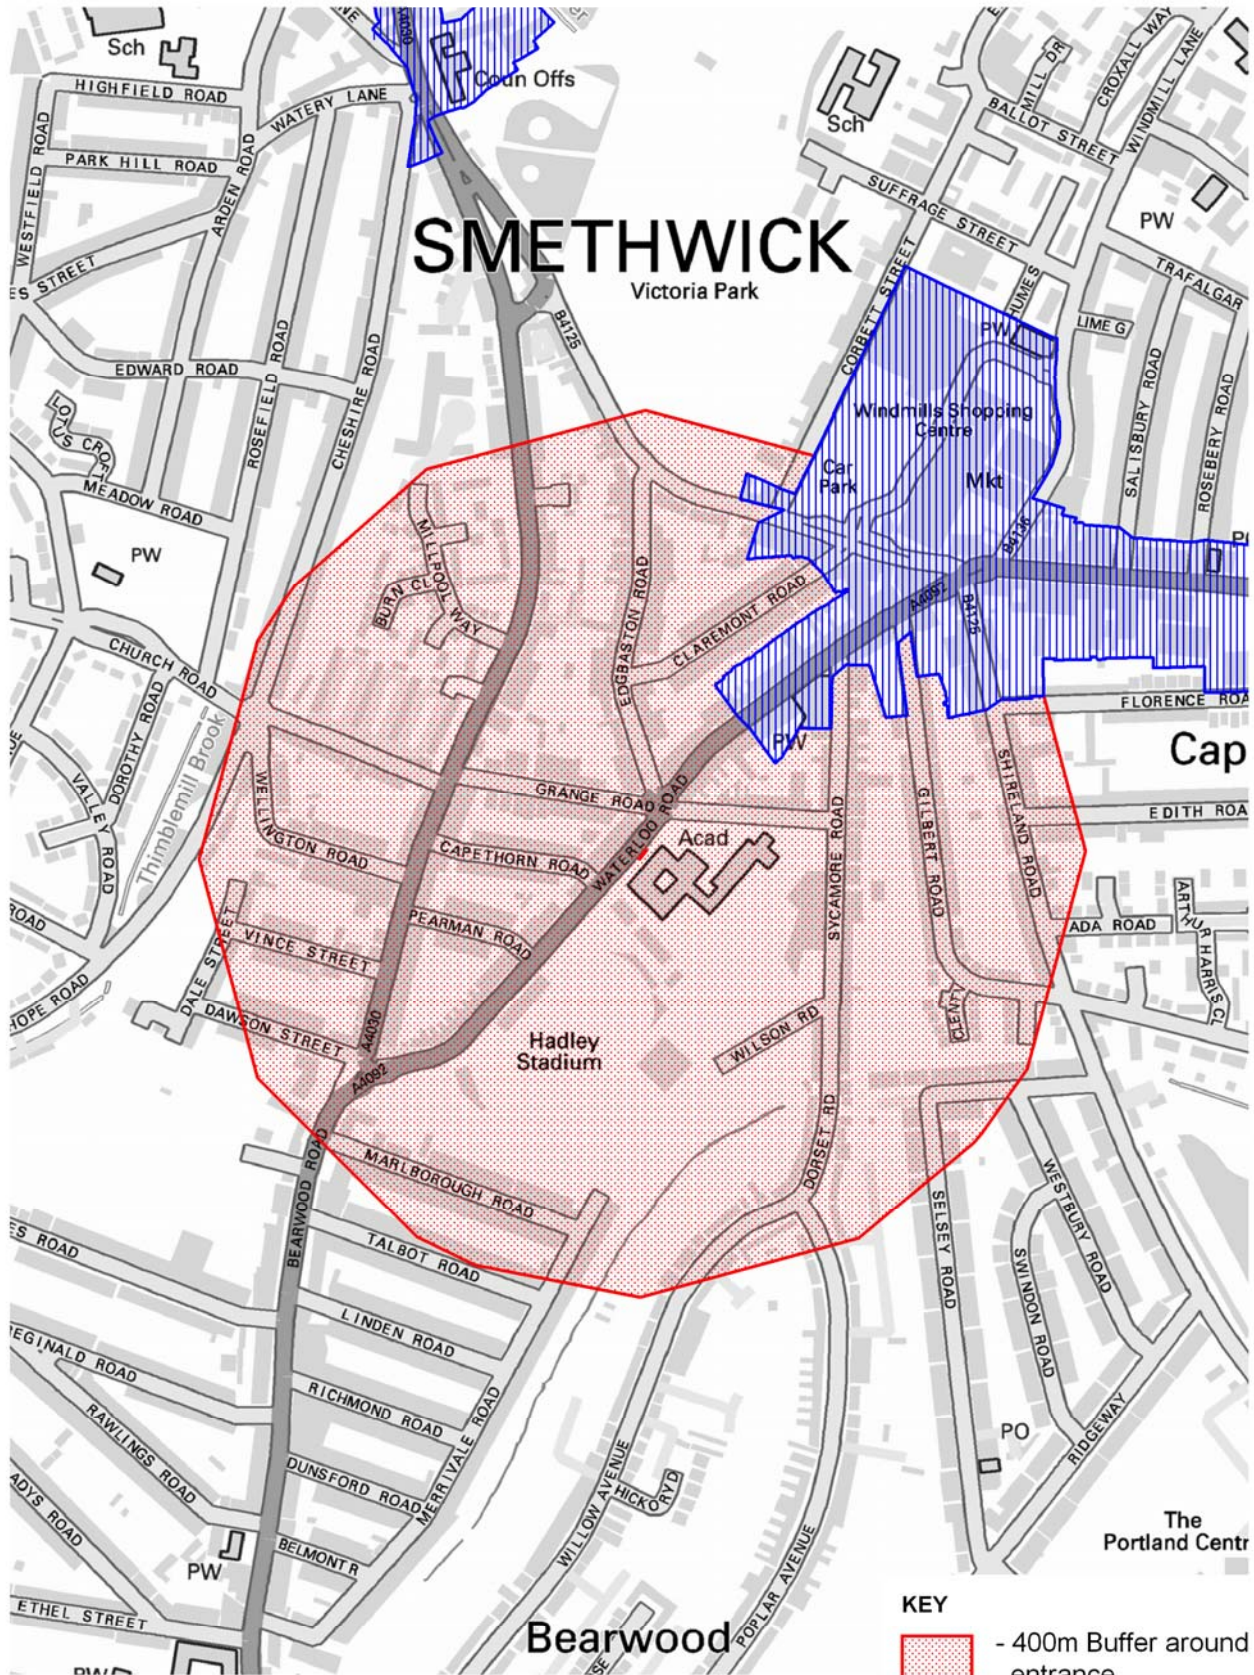 A4030
Sch
Coun Offs
HIGHFIELD ROAD
WATERY LANE
Sch
MILL DR
CROXALL WAY
WINDMILL LANE
BALLOT STREET
WESTFIELD ROAD
PARK HILL ROAD
ARDEN ROAD
SUFFRAGE STREET
PW
SMETHWICK
Victoria Park
ES STREET
TRAFALGAR
HUMES
PW
LIME G
B4125
CORBETT STREET
EDWARD ROAD
ROSEFIELD ROAD
CHESHIRE ROAD
LOTUS CROFT
SALISBURY ROAD
ROSEBERY ROAD
Windmills Shopping
Centre
Car
Park
Mkt
MEADOW ROAD
PW
MILLPOOL WAY
BURN CL
B4136
EDGBASTON ROAD
CLAREMONT ROAD
A4092
B4125
CHURCH ROAD
DOROTHY ROAD
VALLEY ROAD
Thimblemill Brook
FLORENCE ROA
PW
Cap
SHIRELAND ROAD
GRANGE ROAD
WATERLOO ROAD
EDITH ROA
GILBERT ROAD
SYCAMORE ROAD
Acad
WELLINGTON ROAD
CAPETHORN ROAD
PEARMAN ROAD
ROAD
ADA ROAD
ARTHUR HARRIS CL
VINCE STREET
DALE STREET
HOPE ROAD
DAWSON STREET
A4030
A4092
Hadley
Stadium
WILSON RD
DORSET RD
MARLBOROUGH ROAD
BEARWOOD ROAD
WESTBURY ROAD
SELSEY ROAD
SWINDON ROAD
ES ROAD
TALBOT ROAD
LINDEN ROAD
EGINALD ROAD
RICHMOND ROAD
RAWLINGS ROAD
MERRIVALE ROAD
DUNSFORD ROAD
PO
RIDGEWAY
WILLOW AVENUE
HICKORY D
ADYS ROAD
The
Portland Centr
BELMONT R
PW
POPLAR AVENUE
ETHEL STREET
Bearwood
PW
KEY
- 400m Buffer around
entrance